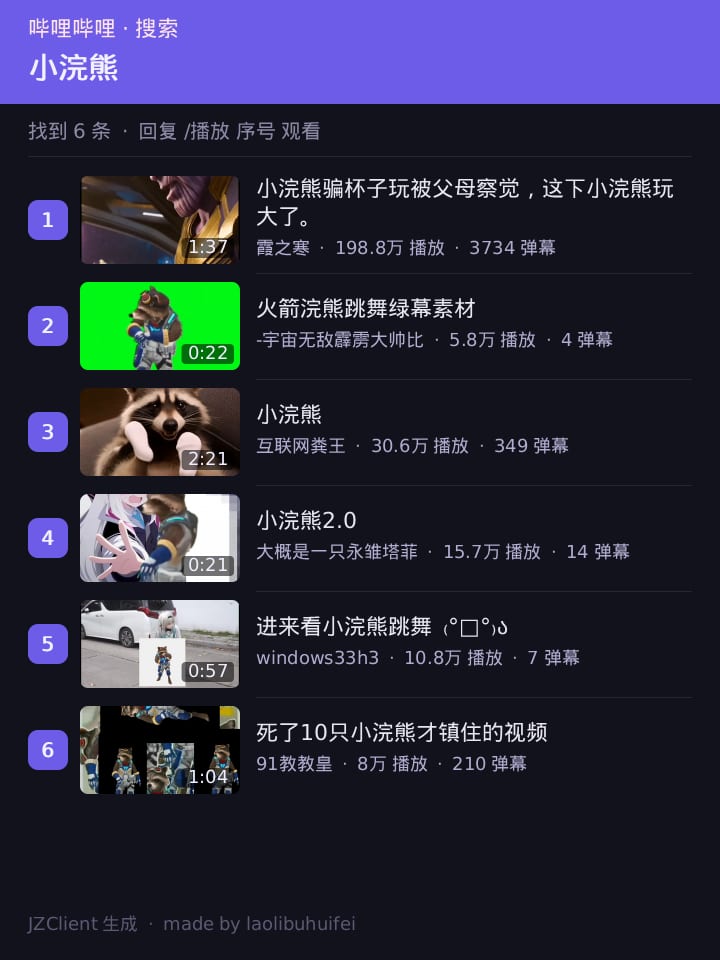 哔哩哔哩 · 搜索
小浣熊
找到 6 条 · 回复 /播放 序号 观看
1
1:37
小浣熊骗杯子玩被父母察觉，这下小浣熊玩
大了。
霞之寒 · 198.8万 播放 · 3734 弹幕
2
0:22
火箭浣熊跳舞绿幕素材
-宇宙无敌霹雳大帅比 · 5.8万 播放 · 4 弹幕
3
2:21
小浣熊
互联网粪王 · 30.6万 播放 · 349 弹幕
4
0:21
小浣熊2.0
大概是一只永雏塔菲 · 15.7万 播放 · 14 弹幕
5
0:57
进来看小浣熊跳舞 ₍°□°₎ა
windows33h3 · 10.8万 播放 · 7 弹幕
6
1:04
死了10只小浣熊才镇住的视频
91教教皇 · 8万 播放 · 210 弹幕
JZClient 生成 · made by laolibuhuifei